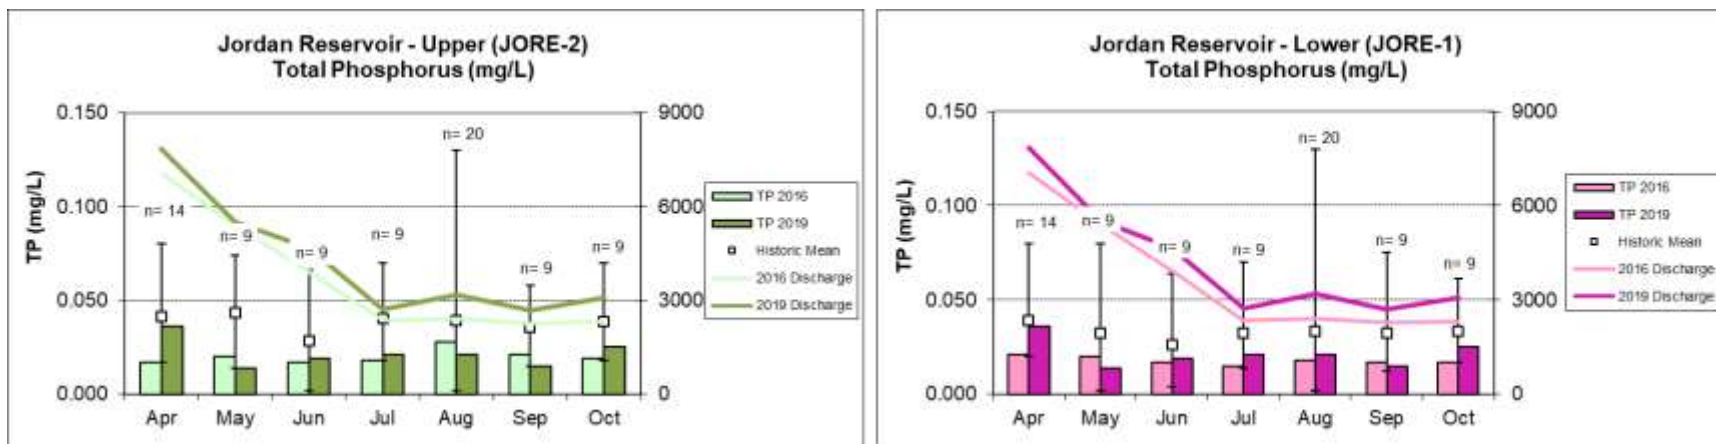 Jordan Reservoir - Upper (JORE-2)
Total Phosphorus (mg/L)
TP (mg/L)
0.150
0.100
0.050
0.000
9000
6000
3000
0
n= 14
n= 9
n= 9
n= 9
n= 20
n= 9
n= 9
Apr May Jun Jul Aug Sep Oct
TP 2016
TP 2019
Historic Mean
2016 Discharge
2019 Discharge
Jordan Reservoir - Lower (JORE-1)
Total Phosphorus (mg/L)
TP (mg/L)
0.150
0.100
0.050
0.000
9000
6000
3000
0
n= 14
n= 9
n= 9
n= 9
n= 20
n= 9
n= 9
Apr May Jun Jul Aug Sep Oct
TP 2016
TP 2019
Historic Mean
2016 Discharge
2019 Discharge